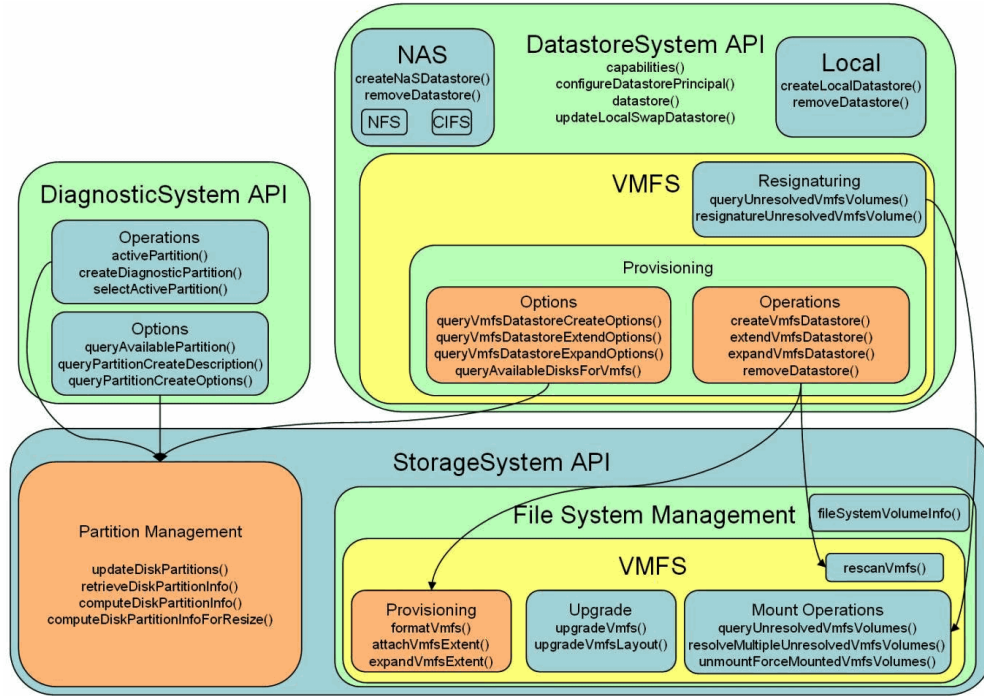 DatastoreSystem API
capabilities()
configureDatastorePrincipal()
datastore()
updateLocalSwapDatastore()
NAS
createNaSDatastore()
removeDatastore()
NFS
CIFS
Local
createLocalDatastore()
removeDatastore()
VMFS
Resignaturing
queryUnresolvedVmfsVolumes()
resignatureUnresolvedVmfsVolume()
Provisioning
Options
queryVmfsDatastoreCreateOptions()
queryVmfsDatastoreExtendOptions()
queryVmfsDatastoreExpandOptions()
queryAvailableDisksForVmfs()
Operations
createVmfsDatastore()
extendVmfsDatastore()
expandVmfsDatastore()
removeDatastore()
DiagnosticSystem API
Operations
activePartition()
createDiagnosticPartition()
selectActivePartition()
Options
queryAvailablePartition()
queryPartitionCreateDescription()
queryPartitionCreateOptions()
StorageSystem API
Partition Management
updateDiskPartitions()
retrieveDiskPartitionInfo()
computeDiskPartitionInfo()
computeDiskPartitionInfoForResize()
File System Management
fileSystemVolumeInfo()
VMFS
rescanVmfs()
Provisioning
formatVmfs()
attachVmfsExtent()
expandVmfsExtent()
Upgrade
upgradeVmfs()
upgradeVmfsLayout()
Mount Operations
queryUnresolvedVmfsVolumes()
resolveMultipleUnresolvedVmfsVolumes()
unmountForceMountedVmfsVolumes()